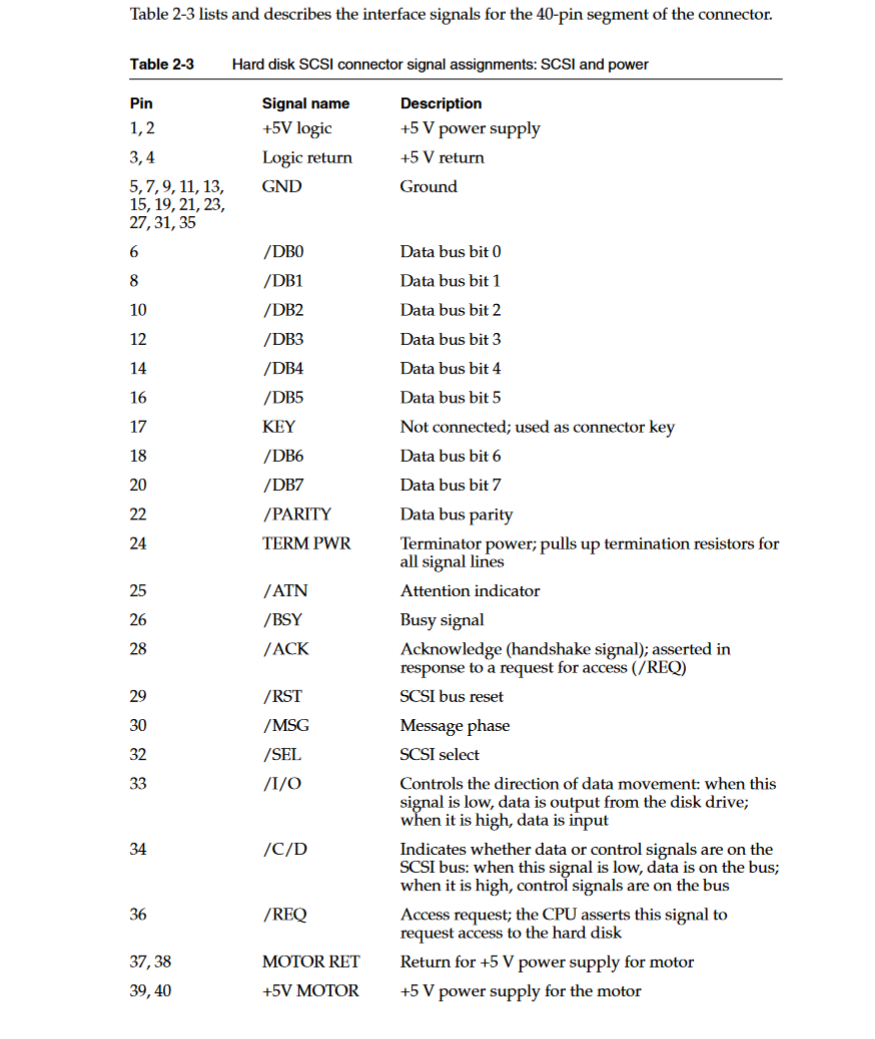 Table 2-3 lists and describes the interface signals for the 40-pin segment of the connector.
Table 2-3 Hard disk SCSI connector signal assignments: SCSI and power
Pin Signal name Description
1, 2 +5V logic +5 V power supply
3, 4 Logic return +5 V return
5, 7, 9, 11, 13, GND Ground
15, 19, 21, 23,
27, 31, 35
6 /DB0 Data bus bit 0
8 /DB1 Data bus bit 1
10 /DB2 Data bus bit 2
12 /DB3 Data bus bit 3
14 /DB4 Data bus bit 4
16 /DB5 Data bus bit 5
17 KEY Not connected; used as connector key
18 /DB6 Data bus bit 6
20 /DB7 Data bus bit 7
22 /PARITY Data bus parity
24 TERM PWR Terminator power; pulls up termination resistors for
all signal lines
25 /ATN Attention indicator
26 /BSY Busy signal
28 /ACK Acknowledge (handshake signal); asserted in
response to a request for access (/REQ)
29 /RST SCSI bus reset
30 /MSG Message phase
32 /SEL SCSI select
33 /I/O Controls the direction of data movement: when this
signal is low, data is output from the disk drive;
when it is high, data is input
34 /C/D Indicates whether data or control signals are on the
SCSI bus: when this signal is low, data is on the bus;
when it is high, control signals are on the bus
36 /REQ Access request; the CPU asserts this signal to
request access to the hard disk
37, 38 MOTOR RET Return for +5 V power supply for motor
39, 40 +5V MOTOR +5 V power supply for the motor